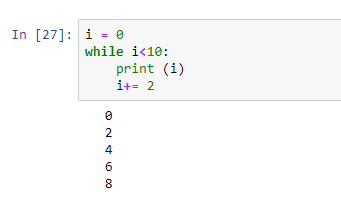 In [27]: i = 0
while i<10:
    print (i)
    i+= 2
0
2
4
6
8